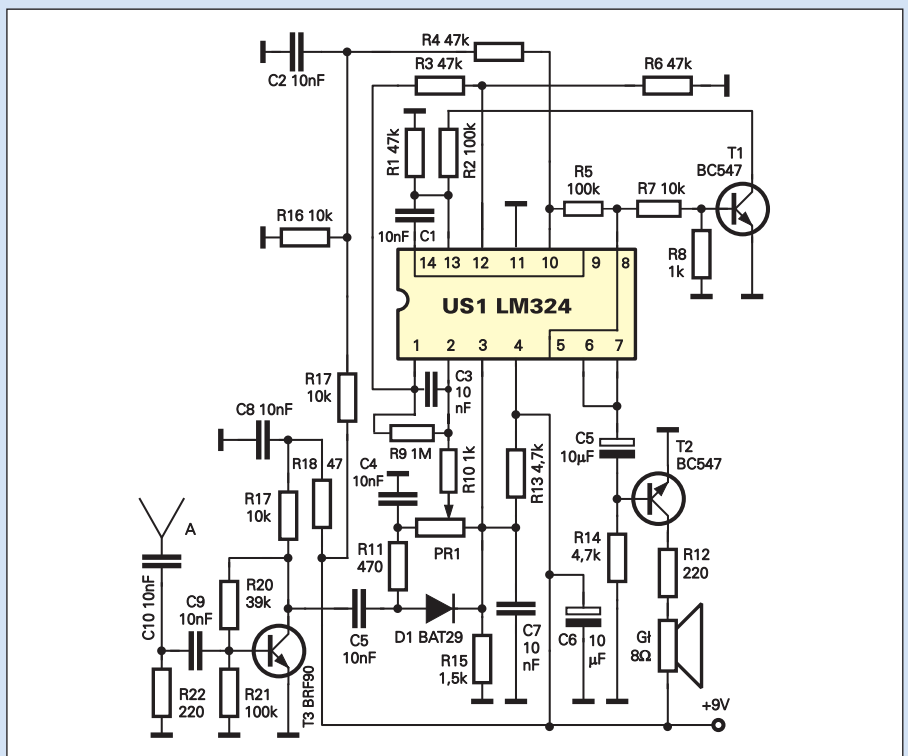 R4 47k
C2 10nF
R3 47k
R6 47k
R1 47k
R2 100k
T1
BC547
R5
100k
R7 10k
R16 10k
10nF C1
R8
1k
14 13 12 11 10 9 8
US1 LM324
1 2 3 4 5 6 7
R17
10k
C3
10
nF
C8 10nF
R9 1M
R18 47
C4
10nF
R10 1k
R13 4,7k
C5
10µF
T2
BC547
R17
10k
A
PR1
R11
470
R14
4,7k
R12
220
C10 10nF
C9
10nF
R20
39k
C5
10nF
D1 BAT29
C7
10
nF
C6 10
µF
Gł
8Ω
R15
1,5k
R22
220
R21
100k
T3 BRF90
+9V